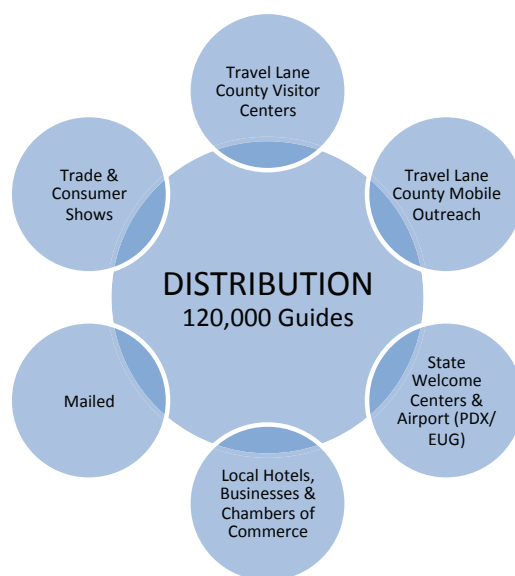 Travel Lane
County Visitor
Centers
Trade &
Consumer
Shows
Travel Lane
County Mobile
Outreach
DISTRIBUTION
120,000 Guides
Mailed
State
Welcome
Centers &
Airport (PDX/
EUG)
Local Hotels,
Businesses &
Chambers of
Commerce